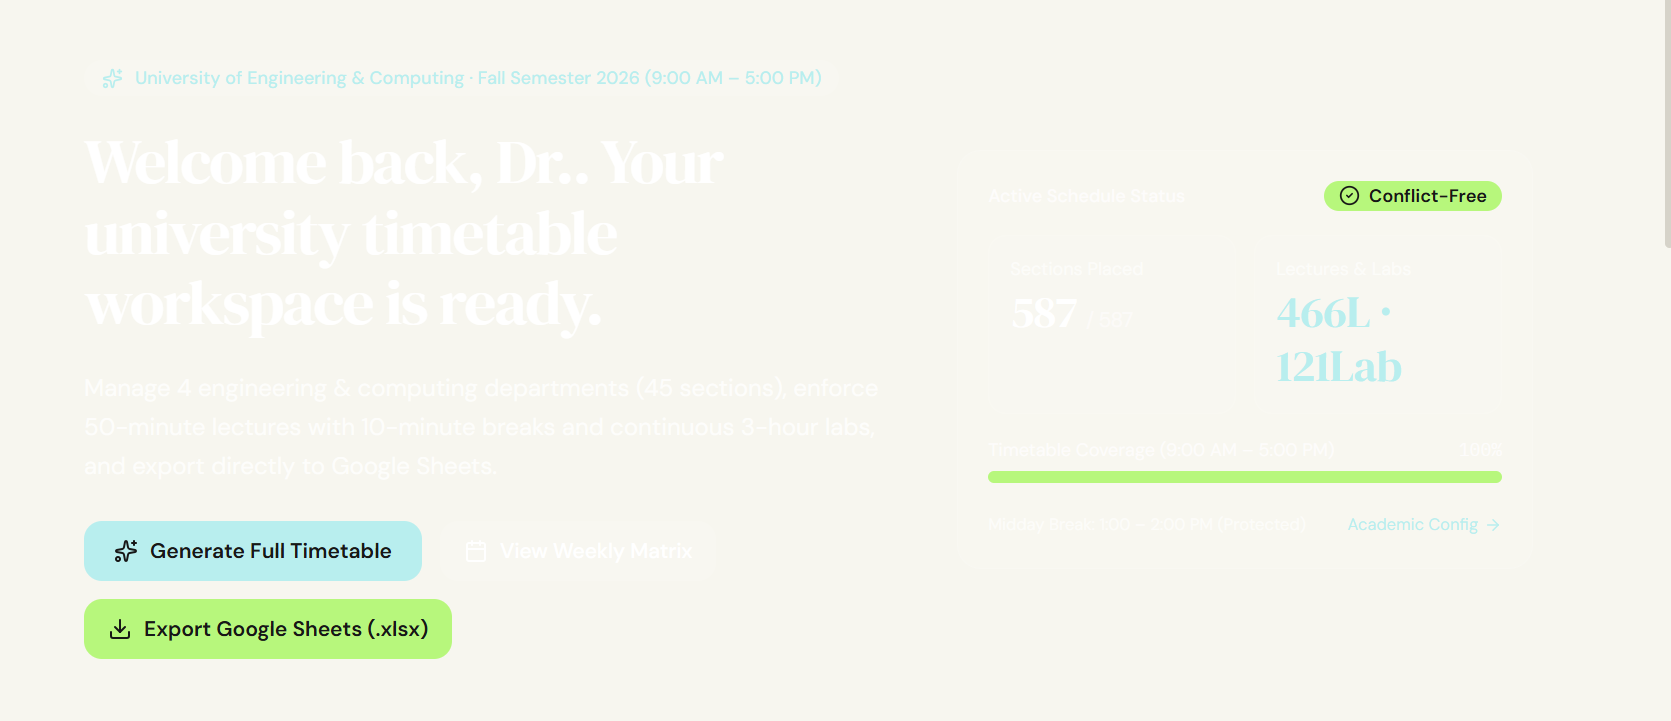 University of Engineering & Computing · Fall Semester 2026 (9:00 AM – 5:00 PM)
Welcome back, Dr.. Your
university timetable
workspace is ready.
Manage 4 engineering & computing departments (45 sections), enforce
50-minute lectures with 10-minute breaks and continuous 3-hour labs,
and export directly to Google Sheets.
Generate Full Timetable
View Weekly Matrix
Export Google Sheets (.xlsx)
Active Schedule Status
Conflict-Free
Sections Placed
587 / 587
Lectures & Labs
466L •
121Lab
Timetable Coverage (9:00 AM – 5:00 PM)
100%
Midday Break: 1:00 – 2:00 PM (Protected)
Academic Config →